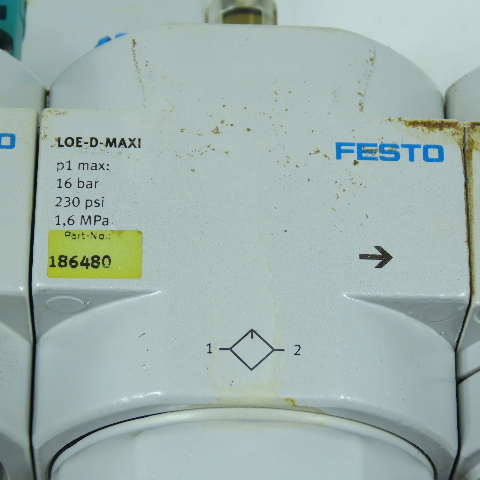 LOE-D-MAXI
p1 max:
16 bar
230 psi
1,6 MPa
Part-No.:
186480
FESTO
1
2